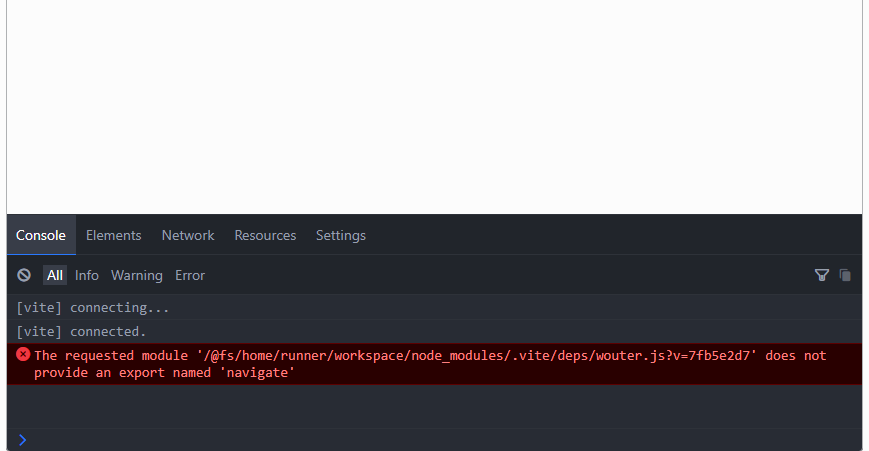 Console Elements Network Resources Settings
All Info Warning Error
[vite] connecting...
[vite] connected.
The requested module '/@fs/home/runner/workspace/node_modules/.vite/deps/wouter.js?v=7fb5e2d7' does not
provide an export named 'navigate'